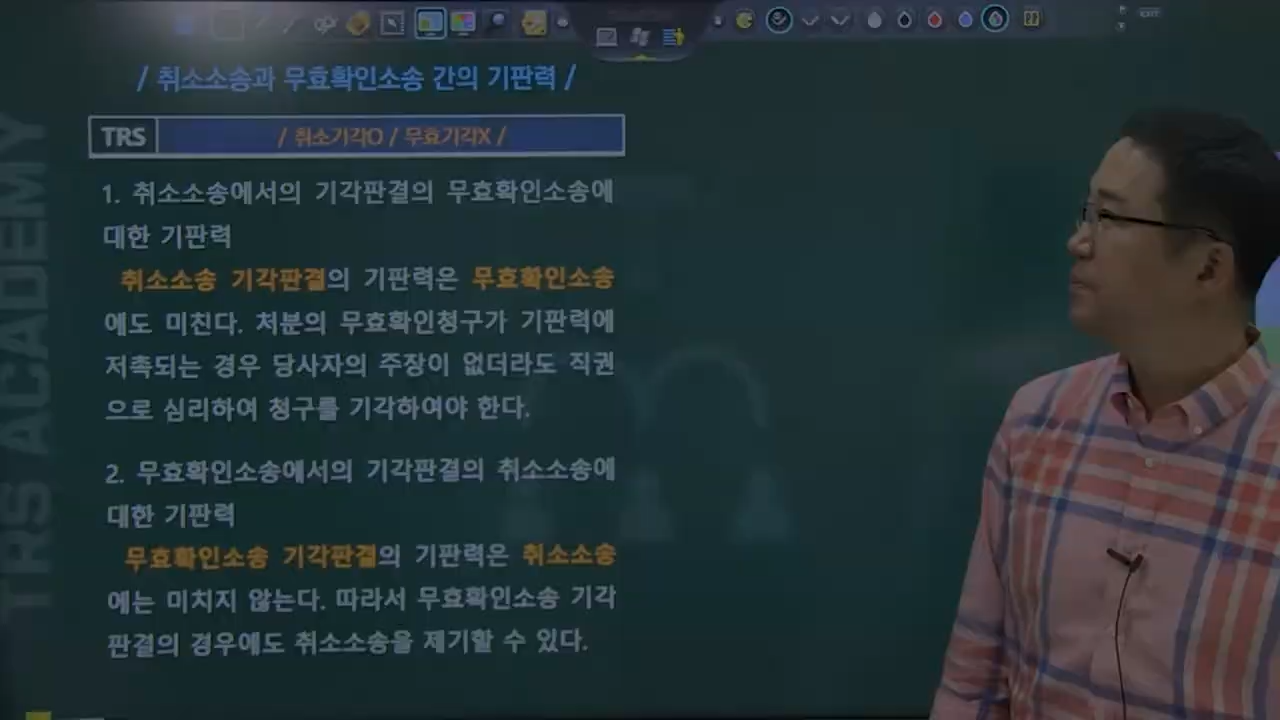 EXIT
/ 취소소송과 무효확인소송 간의 기판력 /
TRS / 취소기각O / 무효기각X /
1. 취소소송에서의 기각판결의 무효확인소송에
대한 기판력
취소소송 기각판결의 기판력은 무효확인소송
에도 미친다. 처분의 무효확인청구가 기판력에
저촉되는 경우 당사자의 주장이 없더라도 직권
으로 심리하여 청구를 기각하여야 한다.
2. 무효확인소송에서의 기각판결의 취소소송에
대한 기판력
무효확인소송 기각판결의 기판력은 취소소송
에는 미치지 않는다. 따라서 무효확인소송 기각
판결의 경우에도 취소소송을 제기할 수 있다.
TRS ACADEMY